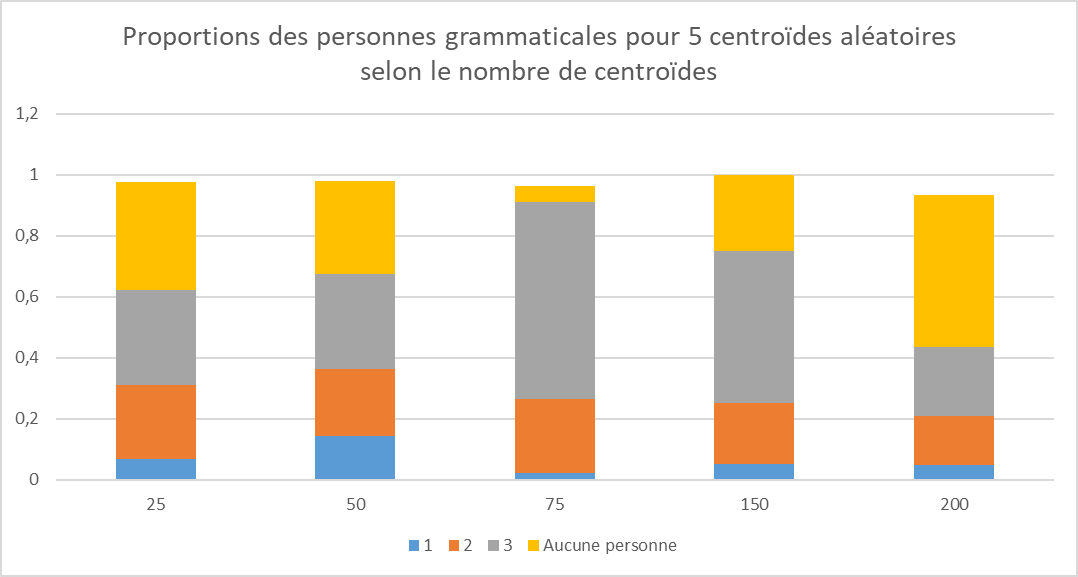 Proportions des personnes grammaticales pour 5 centroïdes aléatoires
selon le nombre de centroïdes
1,2
1
0,8
0,6
0,4
0,2
0
25 50 75 150 200
1 2 3 Aucune personne